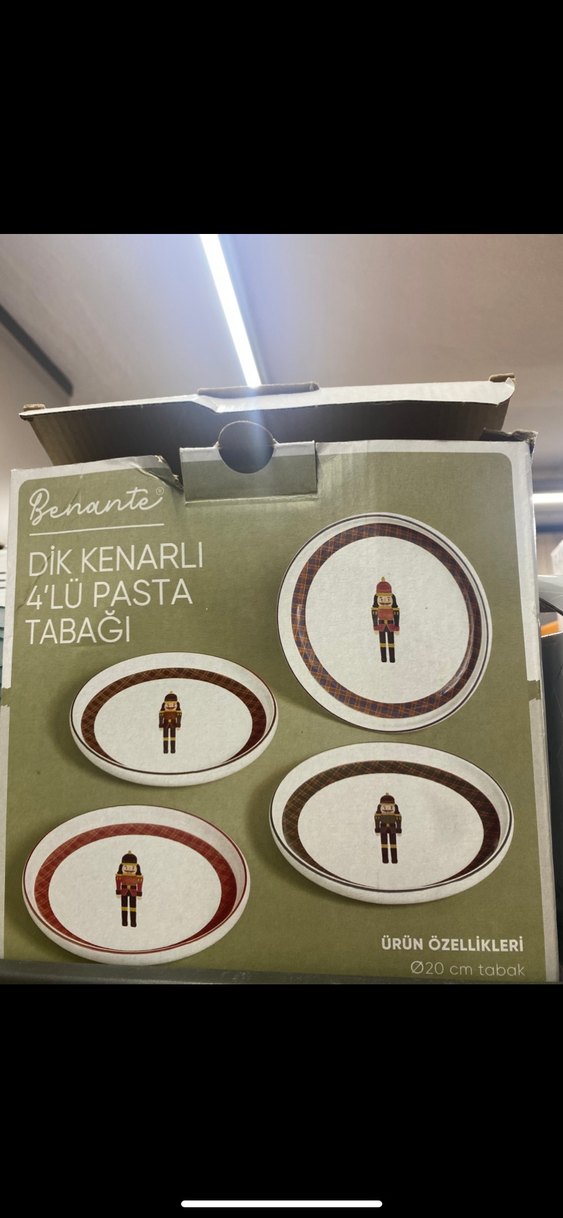 Benante®
DİK KENARLI
4'LÜ PASTA
TABAĞI
ÜRÜN ÖZELLİKLERİ
Ø20 cm tabak